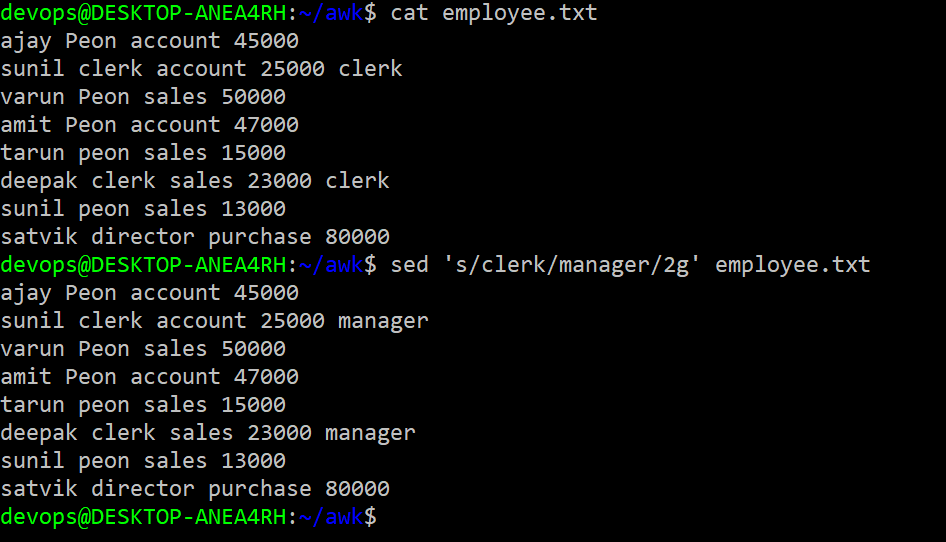 devops@DESKTOP-ANEA4RH:~/awk$ cat employee.txt
ajay Peon account 45000
sunil clerk account 25000 clerk
varun Peon sales 50000
amit Peon account 47000
tarun peon sales 15000
deepak clerk sales 23000 clerk
sunil peon sales 13000
satvik director purchase 80000
devops@DESKTOP-ANEA4RH:~/awk$ sed 's/clerk/manager/2g' employee.txt
ajay Peon account 45000
sunil clerk account 25000 manager
varun Peon sales 50000
amit Peon account 47000
tarun peon sales 15000
deepak clerk sales 23000 manager
sunil peon sales 13000
satvik director purchase 80000
devops@DESKTOP-ANEA4RH:~/awk$